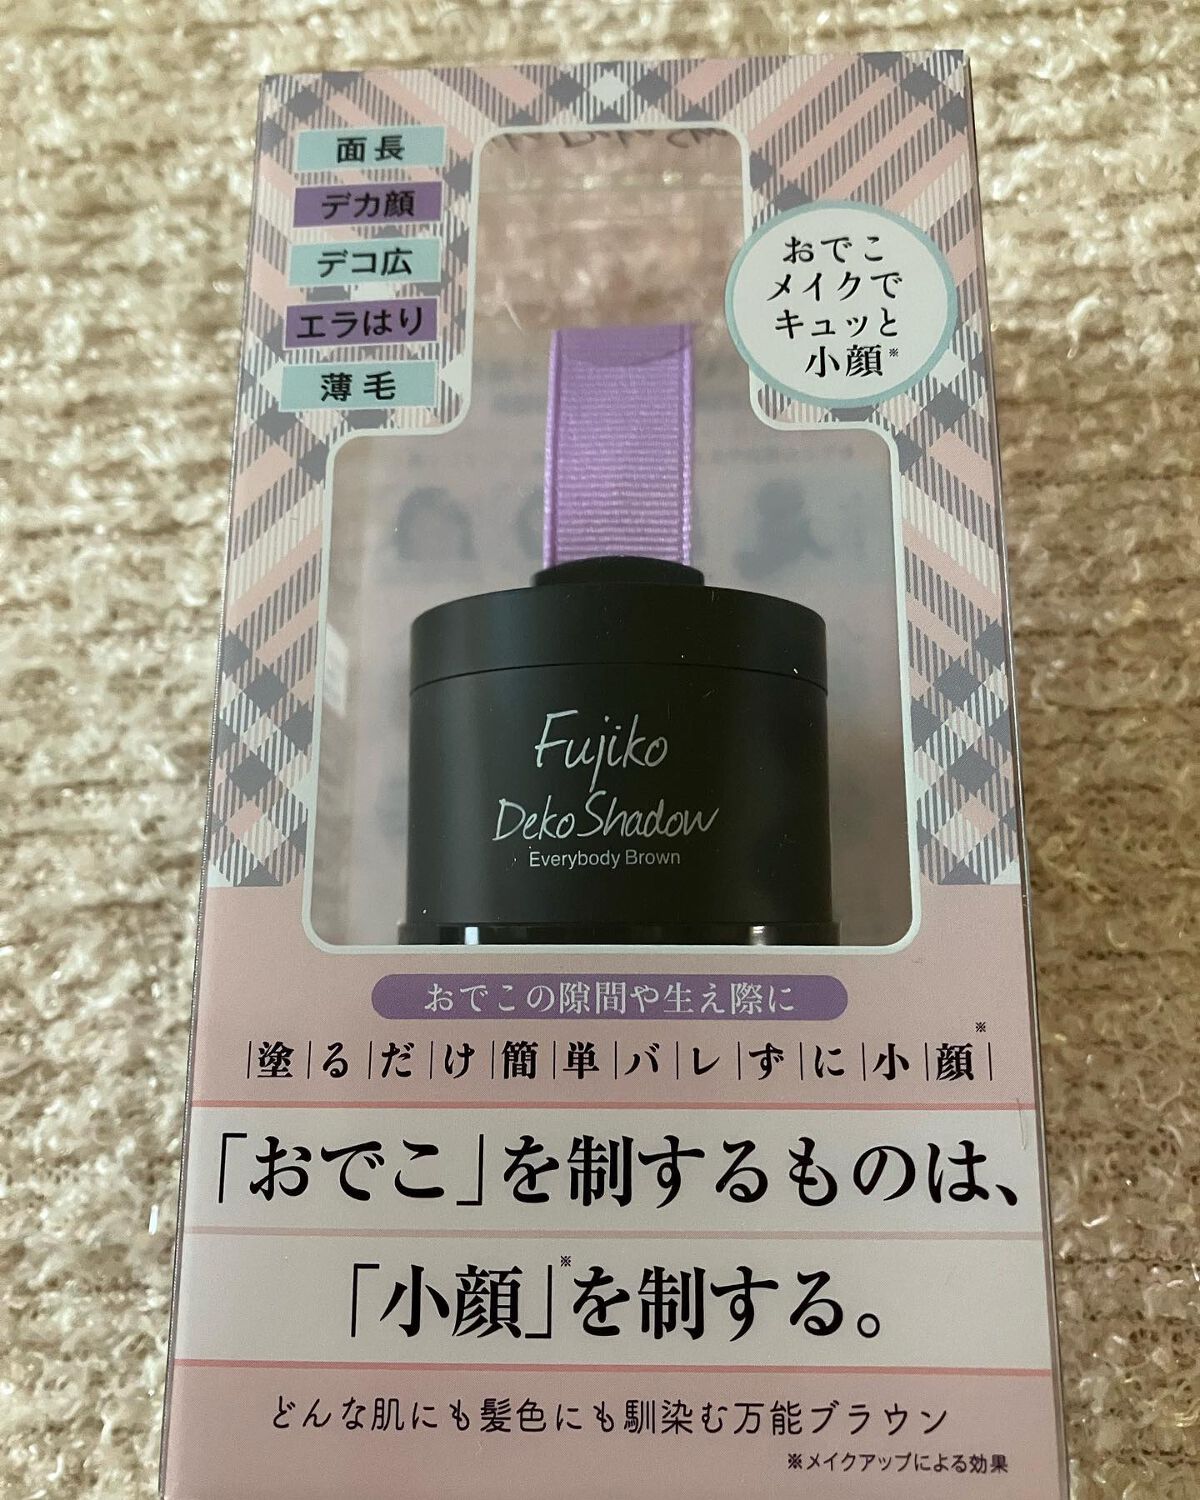 面長
デカ顔
デコ広
エラはり
薄毛
おでこ
メイクで
キュッと
小顔※
Fujiko
Deko Shadow
Everybody Brown
おでこの隙間や生え際に
塗るだけ簡単バレずに小顔※
「おでこ」を制するものは、
「小顔」※を制する。
どんな肌にも髪色にも馴染む万能ブラウン
※メイクアップによる効果